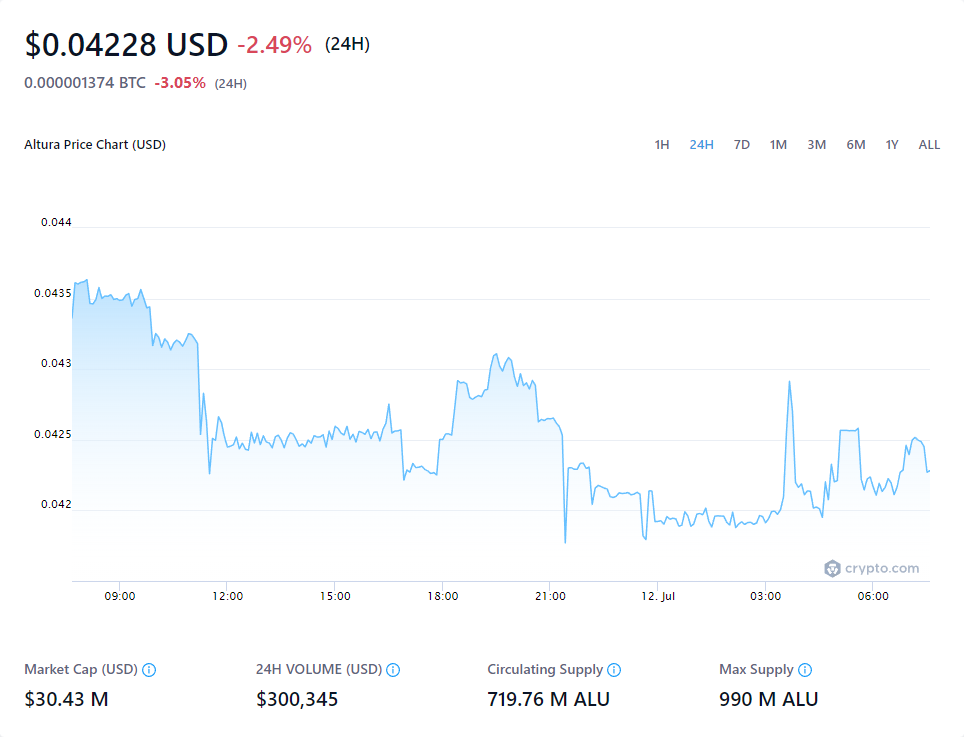 $0.04228 USD -2.49% (24H)
0.000001374 BTC -3.05% (24H)
Altura Price Chart (USD) 1H 24H 7D 1M 3M 6M 1Y ALL
0.044
0.0435
0.043
0.0425
0.042
crypto.com
09:00 12:00 15:00 18:00 21:00 12. Jul 03:00 06:00
Market Cap (USD) 24H VOLUME (USD) Circulating Supply Max Supply
$30.43 M $300,345 719.76 M ALU 990 M ALU